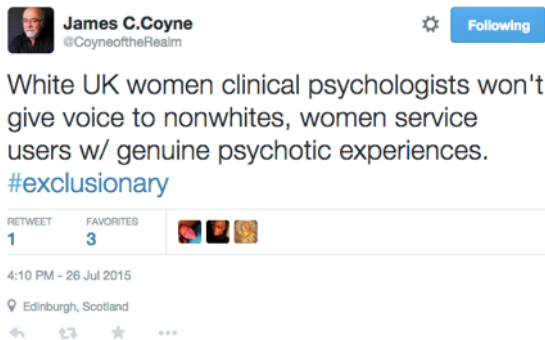 James C.Coyne
@CoyneoftheRealm
Following
White UK women clinical psychologists won't
give voice to nonwhites, women service
users w/ genuine psychotic experiences.
#exclusionary
RETWEET
1
FAVORITES
3
4:10 PM - 26 Jul 2015
Edinburgh, Scotland